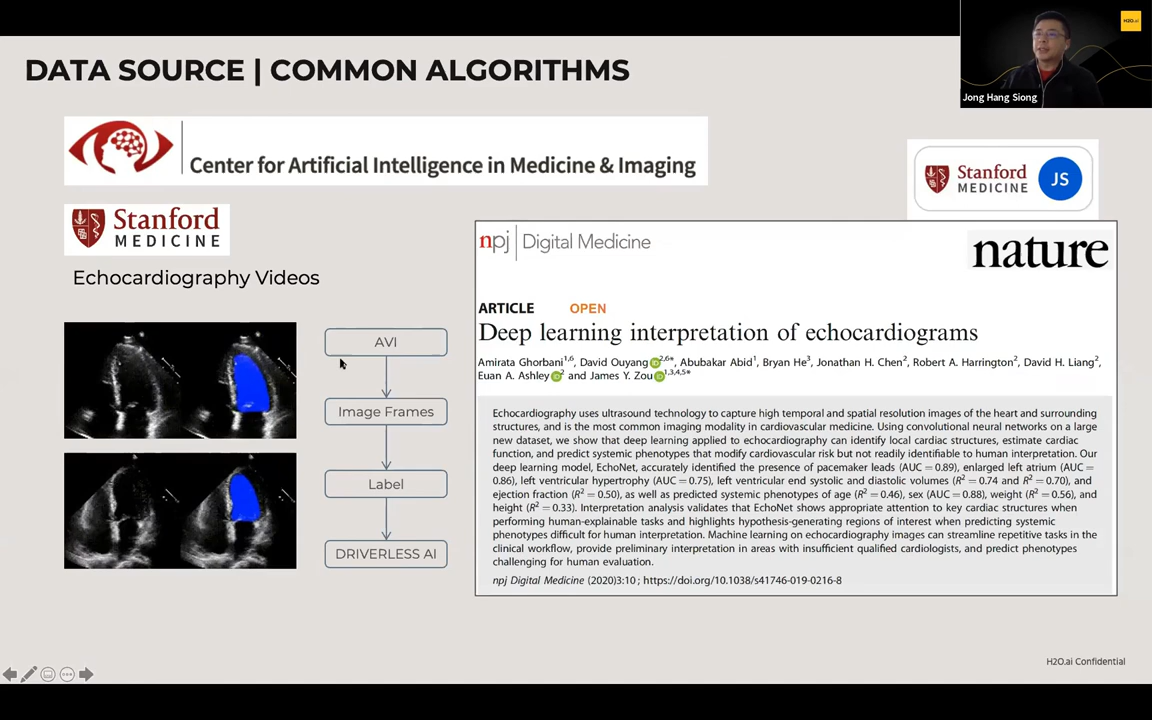 DATA SOURCE | COMMON ALGORITHMS
H2O.ai
Jong Hang Siong
Center for Artificial Intelligence in Medicine & Imaging
Stanford
MEDICINE
JS
Stanford
MEDICINE
Echocardiography Videos
AVI
Image Frames
Label
DRIVERLESS AI
npj | Digital Medicine
nature
ARTICLE OPEN
Deep learning interpretation of echocardiograms
Amirata Ghorbani1,6, David Ouyang 2,6*, Abubakar Abid1, Bryan He3, Jonathan H. Chen2, Robert A. Harrington2, David H. Liang2,
Euan A. Ashley 2 and James Y. Zou 1,3,4,5*
Echocardiography uses ultrasound technology to capture high temporal and spatial resolution images of the heart and surrounding
structures, and is the most common imaging modality in cardiovascular medicine. Using convolutional neural networks on a large
new dataset, we show that deep learning applied to echocardiography can identify local cardiac structures, estimate cardiac
function, and predict systemic phenotypes that modify cardiovascular risk but not readily identifiable to human interpretation. Our
deep learning model, EchoNet, accurately identified the presence of pacemaker leads (AUC = 0.89), enlarged left atrium (AUC =
0.86), left ventricular hypertrophy (AUC = 0.75), left ventricular end systolic and diastolic volumes (R2 = 0.74 and R2 = 0.70), and
ejection fraction (R2 = 0.50), as well as predicted systemic phenotypes of age (R2 = 0.46), sex (AUC = 0.88), weight (R2 = 0.56), and
height (R2 = 0.33). Interpretation analysis validates that EchoNet shows appropriate attention to key cardiac structures when
performing human-explainable tasks and highlights hypothesis-generating regions of interest when predicting systemic
phenotypes difficult for human interpretation. Machine learning on echocardiography images can streamline repetitive tasks in the
clinical workflow, provide preliminary interpretation in areas with insufficient qualified cardiologists, and predict phenotypes
challenging for human evaluation.
npj Digital Medicine (2020)3:10 ; https://doi.org/10.1038/s41746-019-0216-8
H2O.ai Confidential